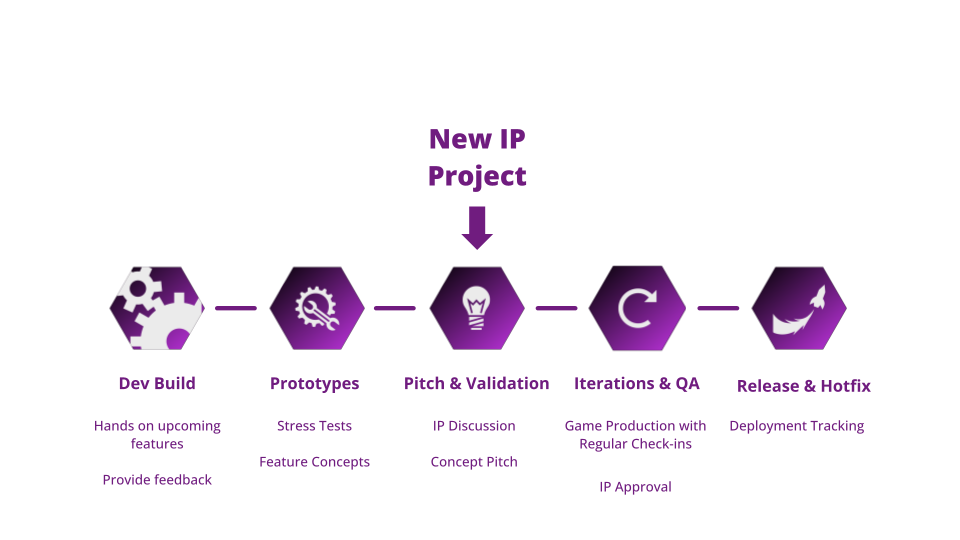 New IP
Project
Dev Build
Hands on upcoming
features
Provide feedback
Prototypes
Stress Tests
Feature Concepts
Pitch & Validation
IP Discussion
Concept Pitch
Iterations & QA
Game Production with
Regular Check-ins
IP Approval
Release & Hotfix
Deployment Tracking